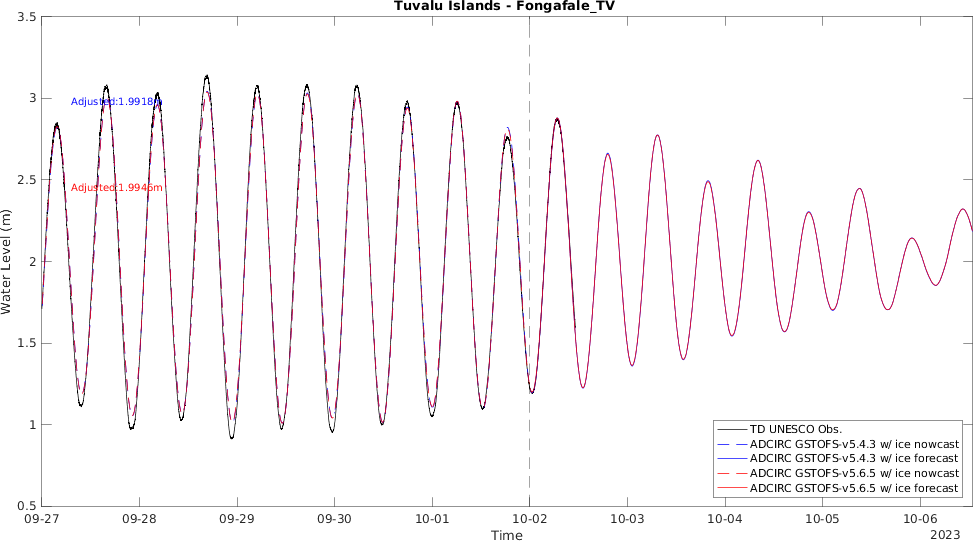 Tuvalu Islands - Fongafale_TV
3.5
3
2.5
2
1.5
1
0.5
Water Level (m)
Adjusted:1.9918m
Adjusted:1.9946m
TD UNESCO Obs.
ADCIRC GSTOFS-v5.4.3 w/ ice nowcast
ADCIRC GSTOFS-v5.4.3 w/ ice forecast
ADCIRC GSTOFS-v5.6.5 w/ ice nowcast
ADCIRC GSTOFS-v5.6.5 w/ ice forecast
09-27 09-28 09-29 09-30 10-01 10-02 10-03 10-04 10-05 10-06
Time
2023